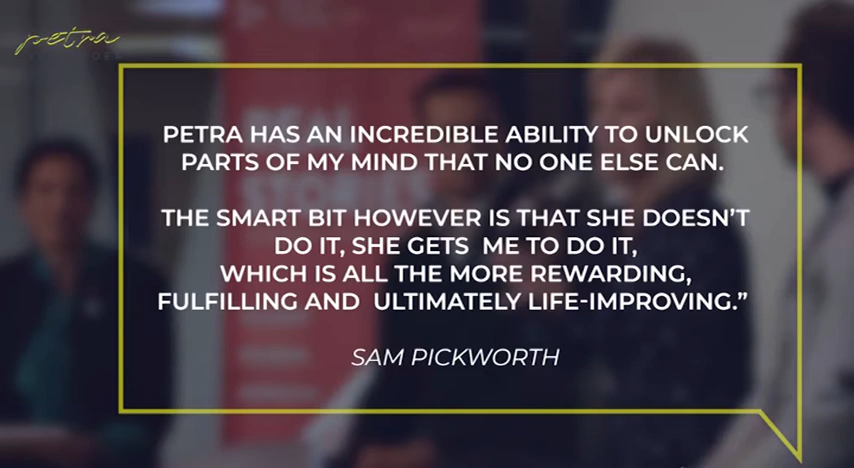 petra
PETRA HAS AN INCREDIBLE ABILITY TO UNLOCK
PARTS OF MY MIND THAT NO ONE ELSE CAN.
THE SMART BIT HOWEVER IS THAT SHE DOESN'T
DO IT, SHE GETS ME TO DO IT,
WHICH IS ALL THE MORE REWARDING,
FULFILLING AND ULTIMATELY LIFE-IMPROVING.”
SAM PICKWORTH